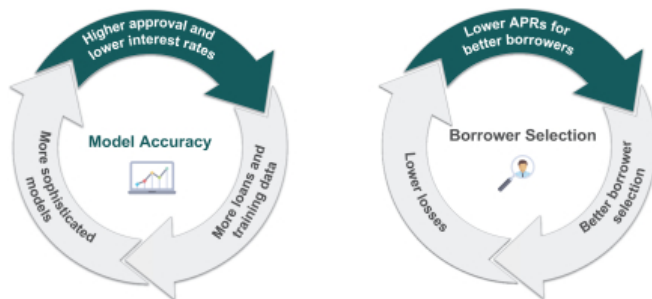 Higher approval and
lower interest rates
Model Accuracy
More loans and
training data
More sophisticated
models
Lower APRs for
better borrowers
Borrower Selection
Better borrower
selection
Lower losses